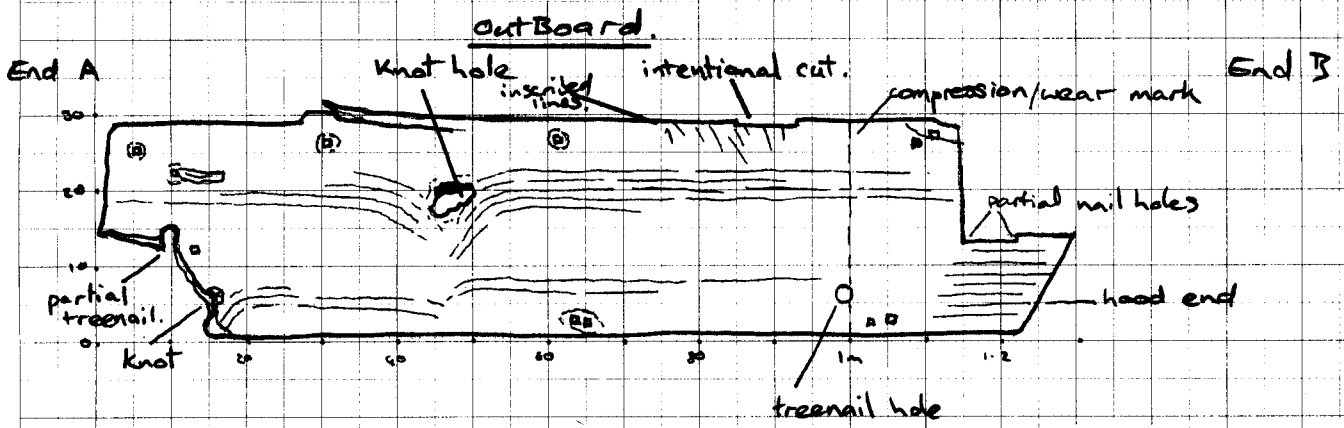 OutBoard.
End A
Knot hole
inscribed
lines.
intentional cut.
End B
compression/wear mark
30
20
partial nail holes
10
partial
treenail.
hood end
0
Knot
20
40
60
80
1m
1.2
treenail hole